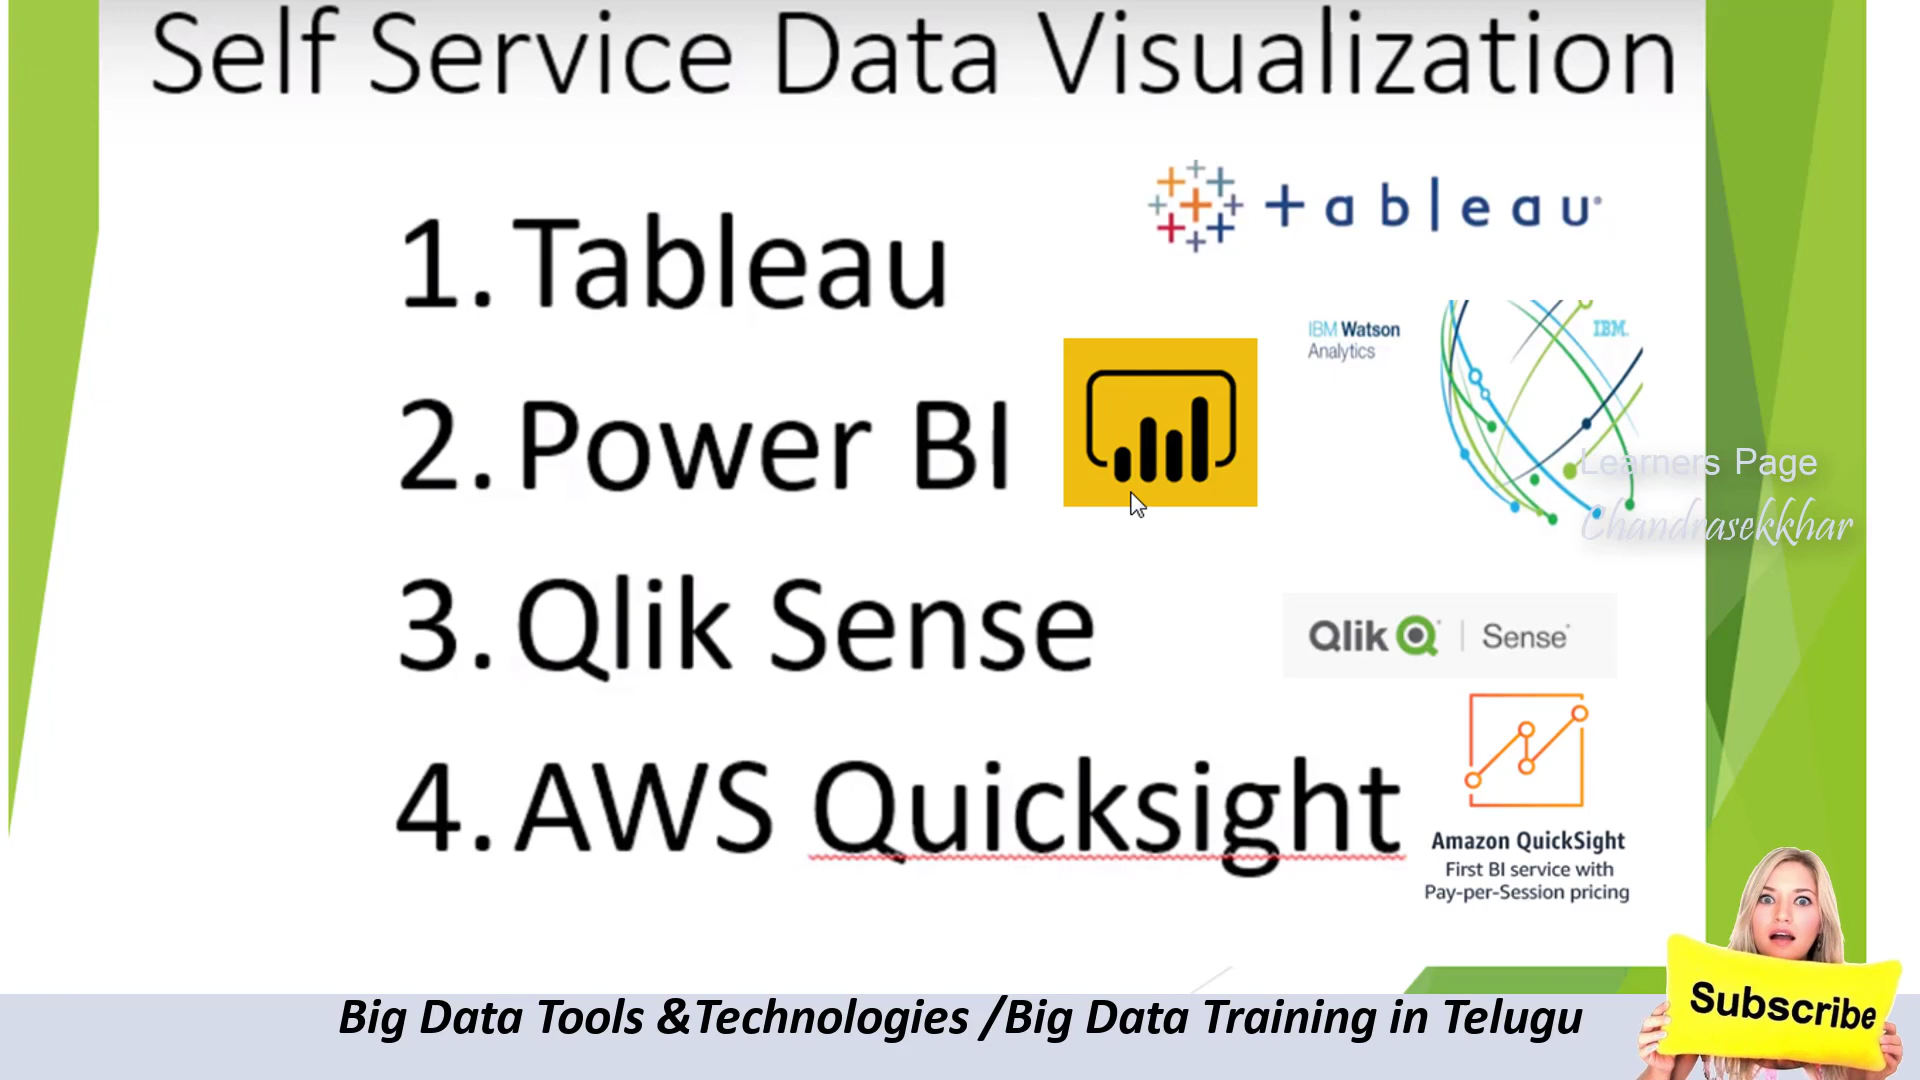 Self Service Data Visualization
+ a b | e a u
1. Tableau
IBM Watson
Analytics
IBM.
2. Power BI
Learners Page
Chandrasekkhar
3. Qlik Sense
Qlik Q | Sense
4. AWS Quicksight
Amazon QuickSight
First BI service with
Pay-per-Session pricing
Subscribe
Big Data Tools &Technologies /Big Data Training in Telugu